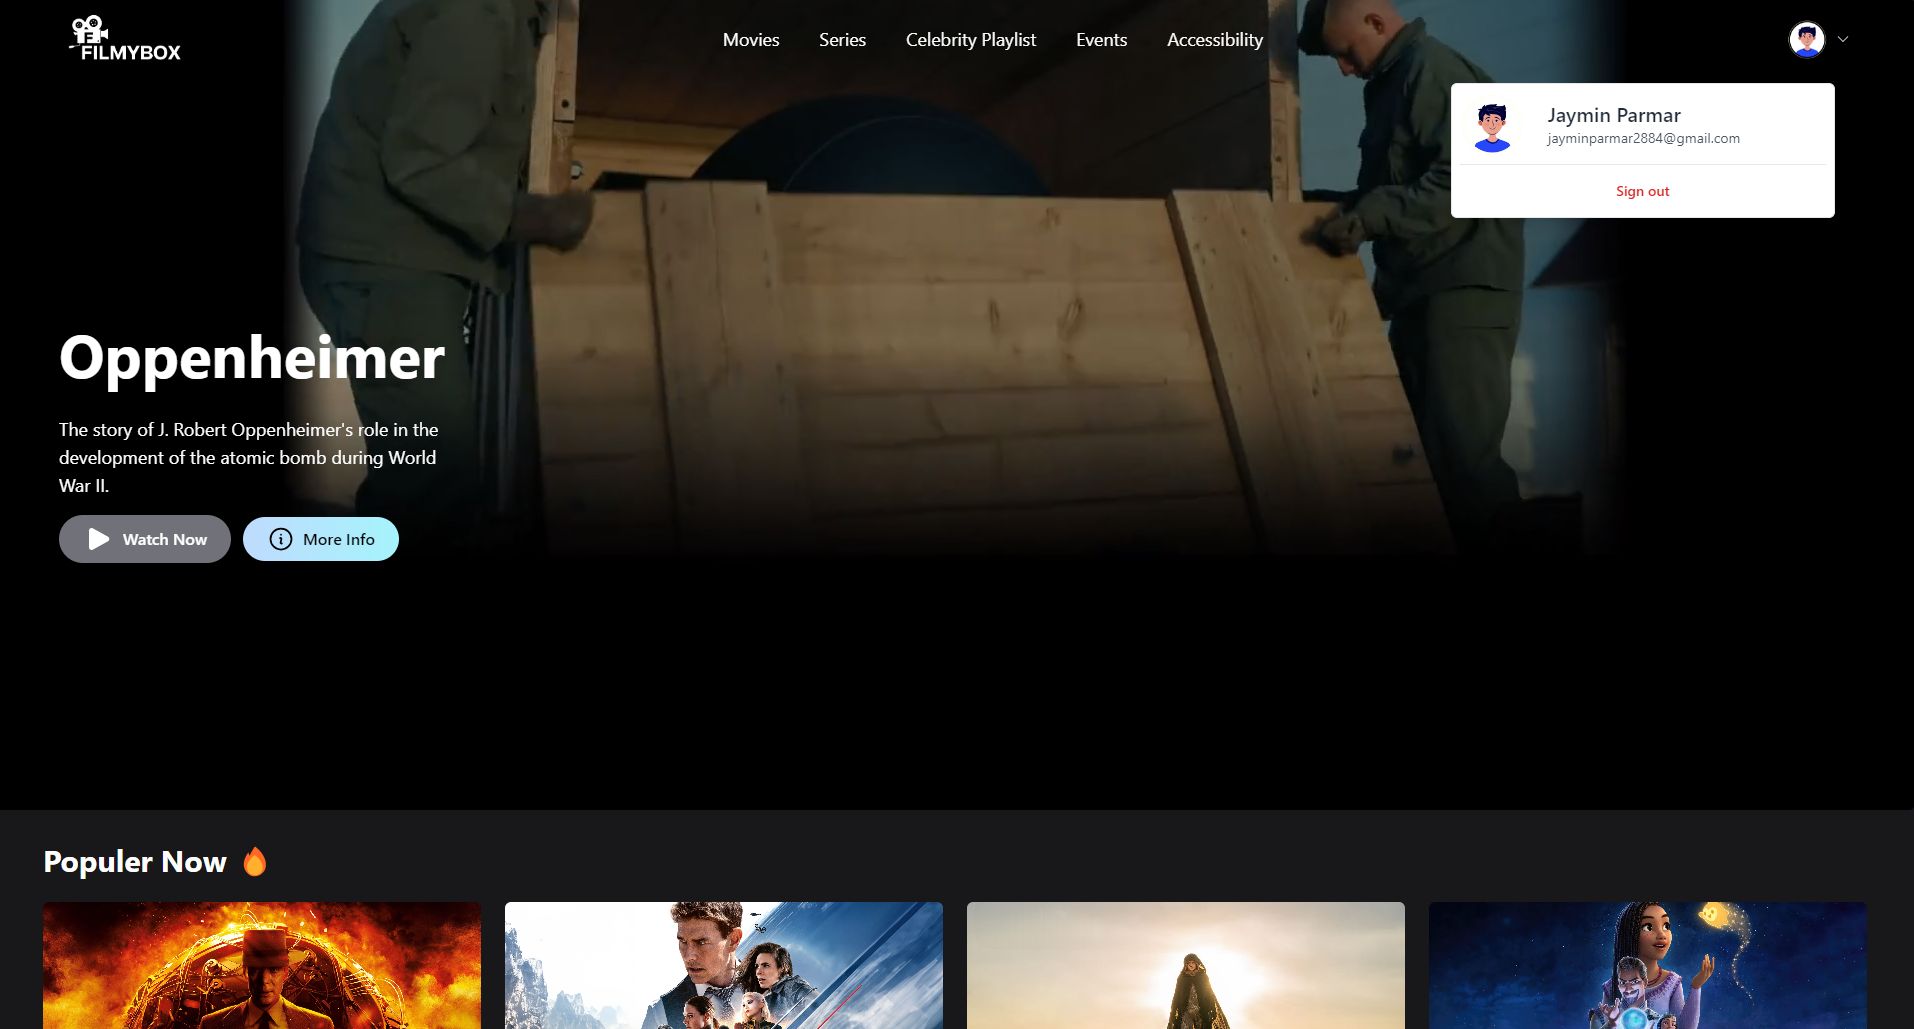 FILMYBOX
Movies
Series
Celebrity Playlist
Events
Accessibility
Jaymin Parmar
jayminparmar2884@gmail.com
Sign out
Oppenheimer
The story of J. Robert Oppenheimer's role in the
development of the atomic bomb during World
War II.
Watch Now
More Info
Populer Now